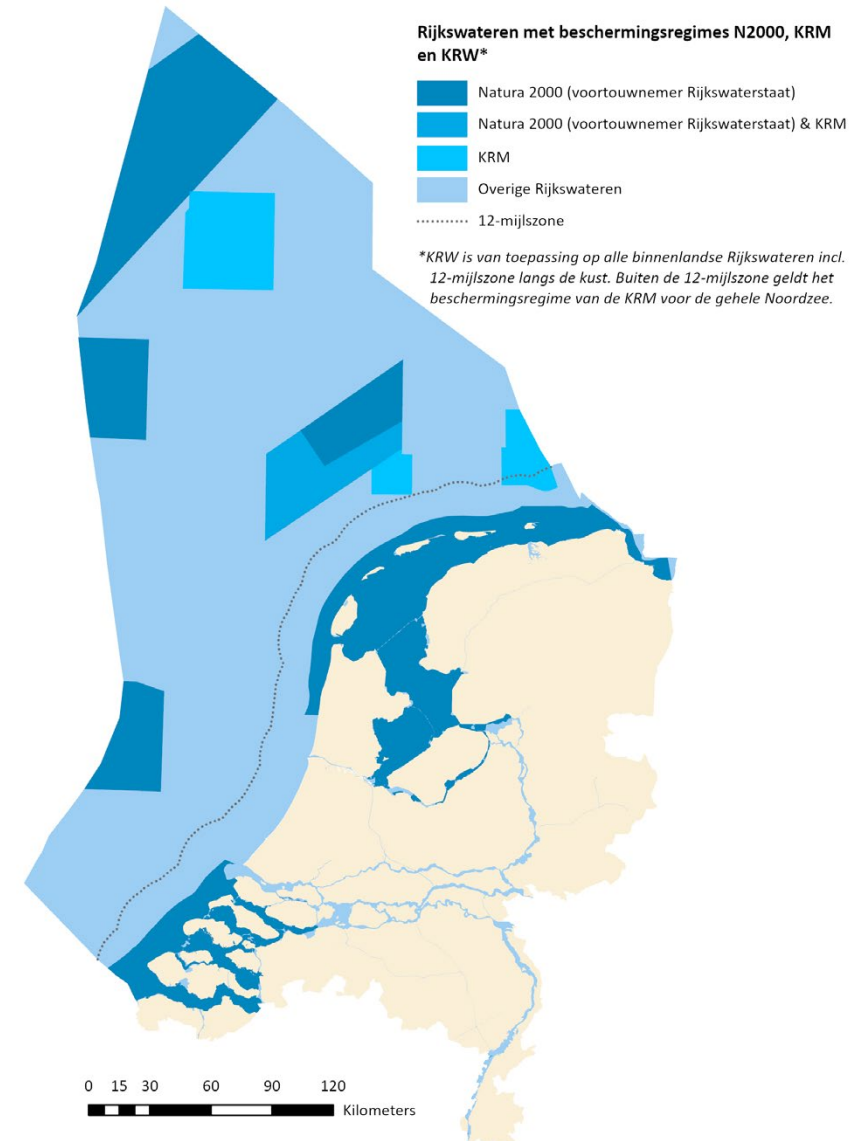 Rijkswateren met beschermingsregimes N2000, KRM
en KRW*
Natura 2000 (voortouwnemer Rijkswaterstaat)
Natura 2000 (voortouwnemer Rijkswaterstaat) & KRM
KRM
Overige Rijkswateren
12-mijlszone
*KRW is van toepassing op alle binnenlandse Rijkswateren incl.
12-mijlszone langs de kust. Buiten de 12-mijlszone geldt het
beschermingsregime van de KRM voor de gehele Noordzee.
0 15 30 60 90 120
Kilometers